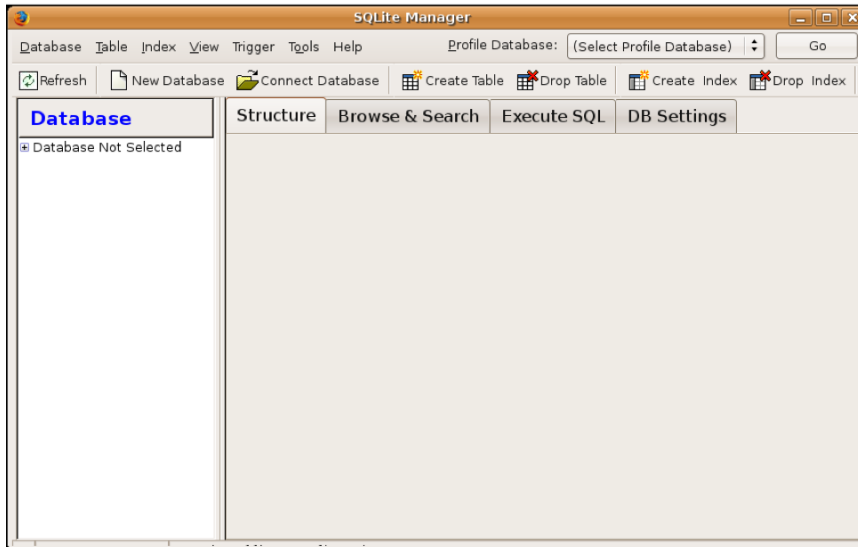 SQLite Manager
Database Table Index View Trigger Tools Help Profile Database: (Select Profile Database) Go
Refresh New Database Connect Database Create Table Drop Table Create Index Drop Index
Database
Structure Browse & Search Execute SQL DB Settings
Database Not Selected